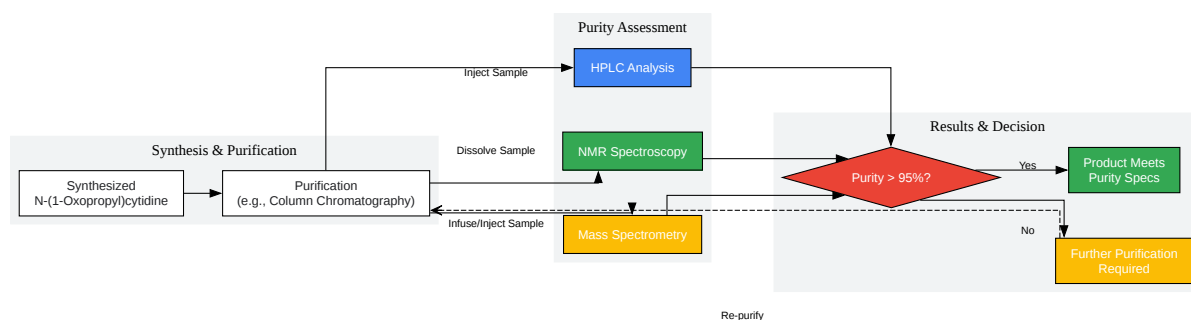 Purity Assessment
HPLC Analysis
Inject Sample
Synthesis & Purification
Synthesized
N-(1-Oxopropyl)cytidine
Purification
(e.g., Column Chromatography)
Dissolve Sample
NMR Spectroscopy
Infuse/Inject Sample
Mass Spectrometry
Results & Decision
Purity > 95%?
Yes
Product Meets
Purity Specs
No
Further Purification
Required
Re-purify